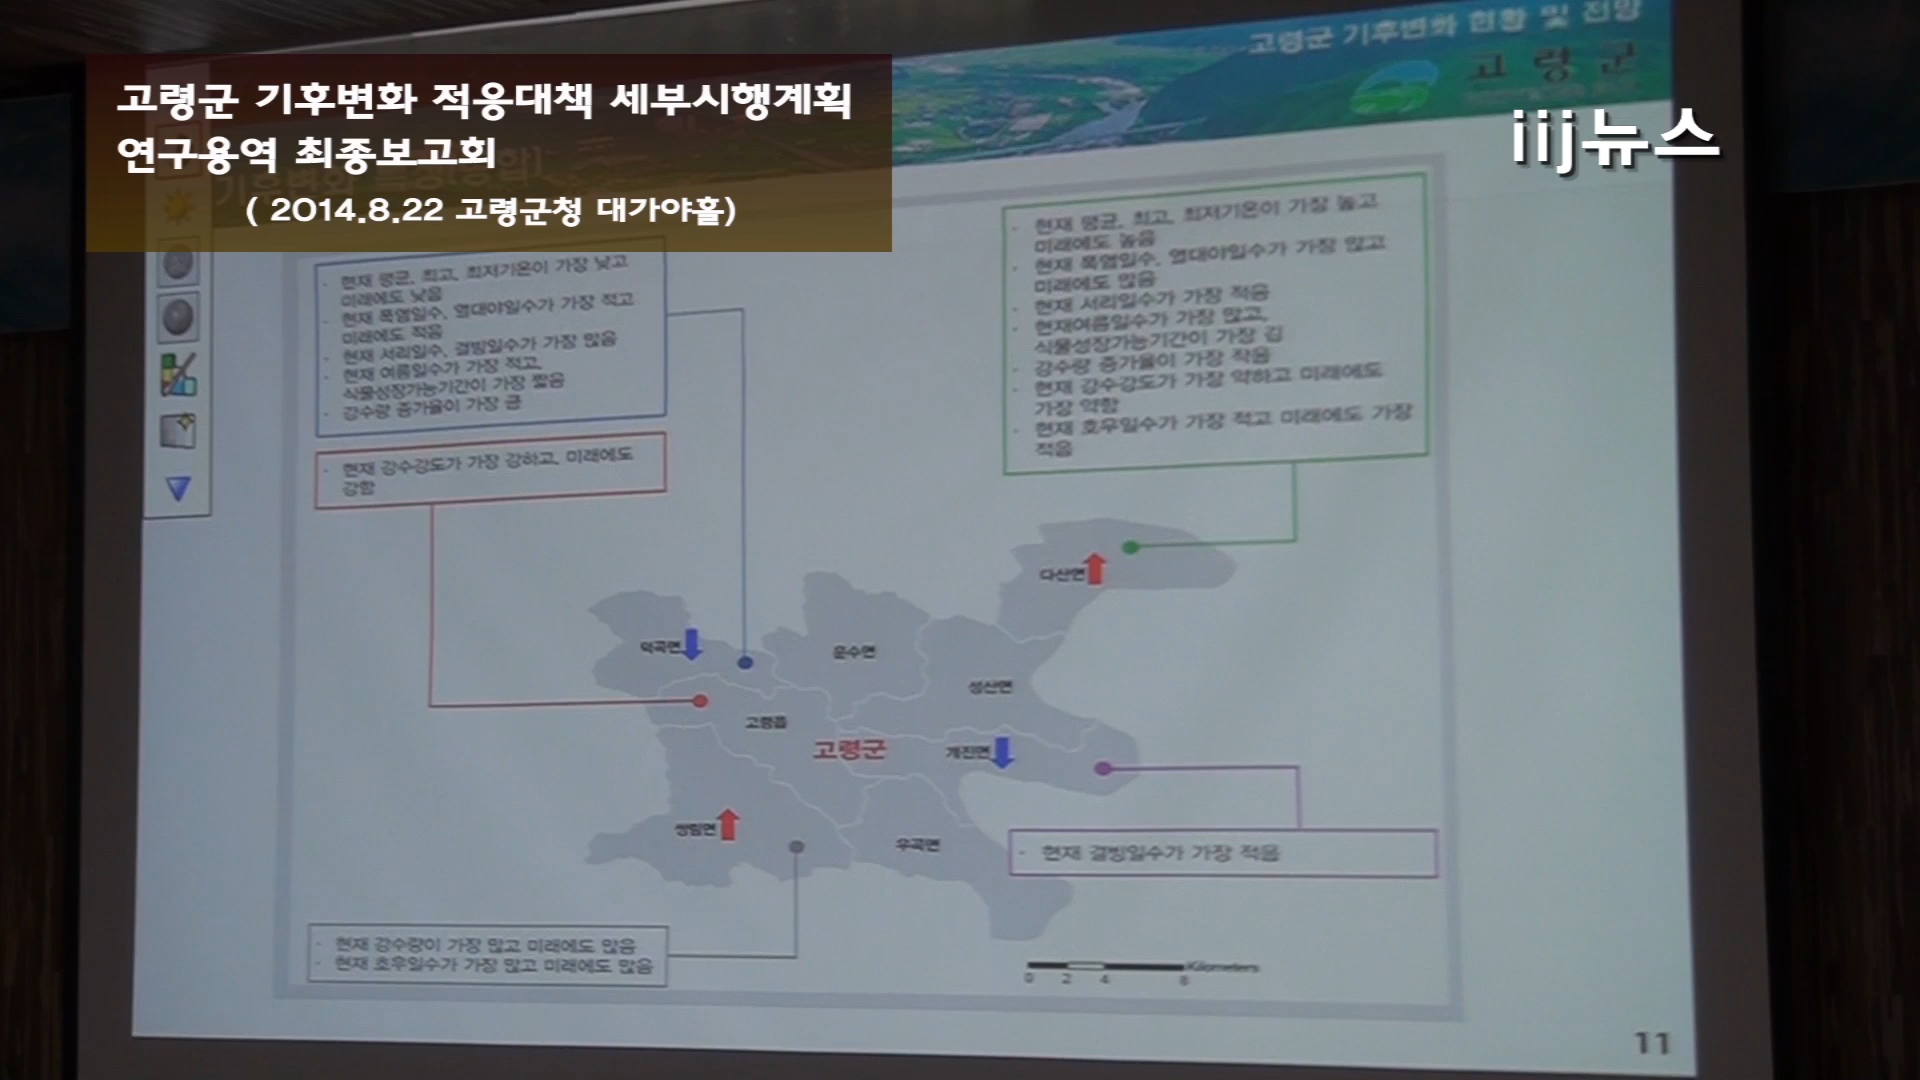 고령군 기후변화 현황 및 전망
고 령 군
고령군 기후변화 적응대책 세부시행계획
연구용역 최종보고회
( 2014.8.22 고령군청 대가야홀)
iij뉴스
- 현재 평균, 최고, 최저기온이 가장 낮고
미래에도 낮음
- 현재 폭염일수, 열대야일수가 가장 적고
미래에도 적음
- 현재 서리일수, 결빙일수가 가장 많음
- 현재 여름일수가 가장 적고,
식물성장가능기간이 가장 짧음
- 강수량 증가율이 가장 큼
- 현재 강수강도가 가장 강하고, 미래에도
강함
- 현재 평균, 최고, 최저기온이 가장 높고
미래에도 높음
- 현재 폭염일수, 열대야일수가 가장 많고
미래에도 많음
- 현재 서리일수가 가장 적음
- 현재여름일수가 가장 많고,
식물성장가능기간이 가장 김
- 강수량 증가율이 가장 작음
- 현재 강수강도가 가장 약하고 미래에도
가장 약함
- 현재 호우일수가 가장 적고 미래에도 가장
적음
다산면
덕곡면
운수면
성산면
고령읍
고령군
개진면
쌍림면
우곡면
- 현재 결빙일수가 가장 적음
- 현재 강수량이 가장 많고 미래에도 많음
- 현재 호우일수가 가장 많고 미래에도 많음
Kilometers
0 2 4 8
11